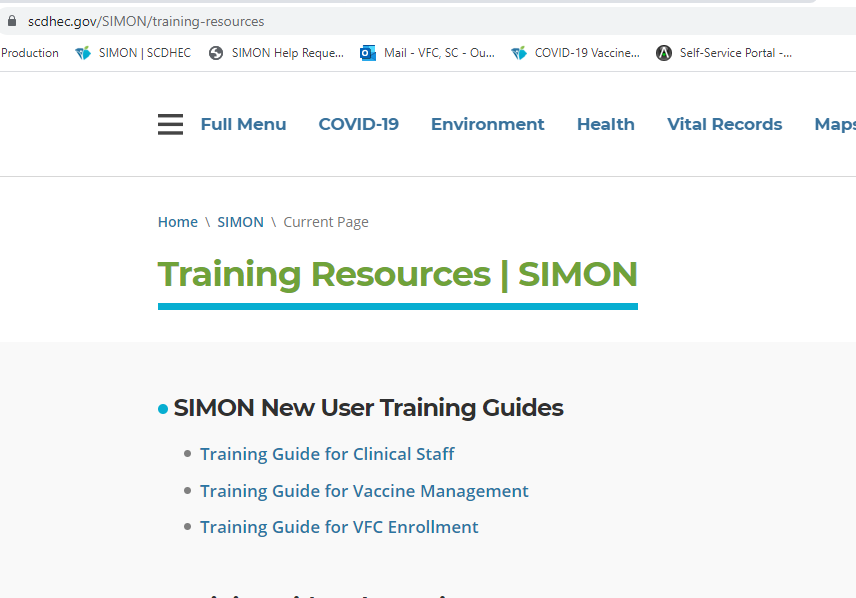 scdhec.gov/SIMON/training-resources
Production SIMON | SCDHEC SIMON Help Reque... Mail - VFC, SC - Ou... COVID-19 Vaccine... Self-Service Portal -...
Full Menu COVID-19 Environment Health Vital Records Maps
Home \ SIMON \ Current Page
Training Resources | SIMON
SIMON New User Training Guides
Training Guide for Clinical Staff
Training Guide for Vaccine Management
Training Guide for VFC Enrollment